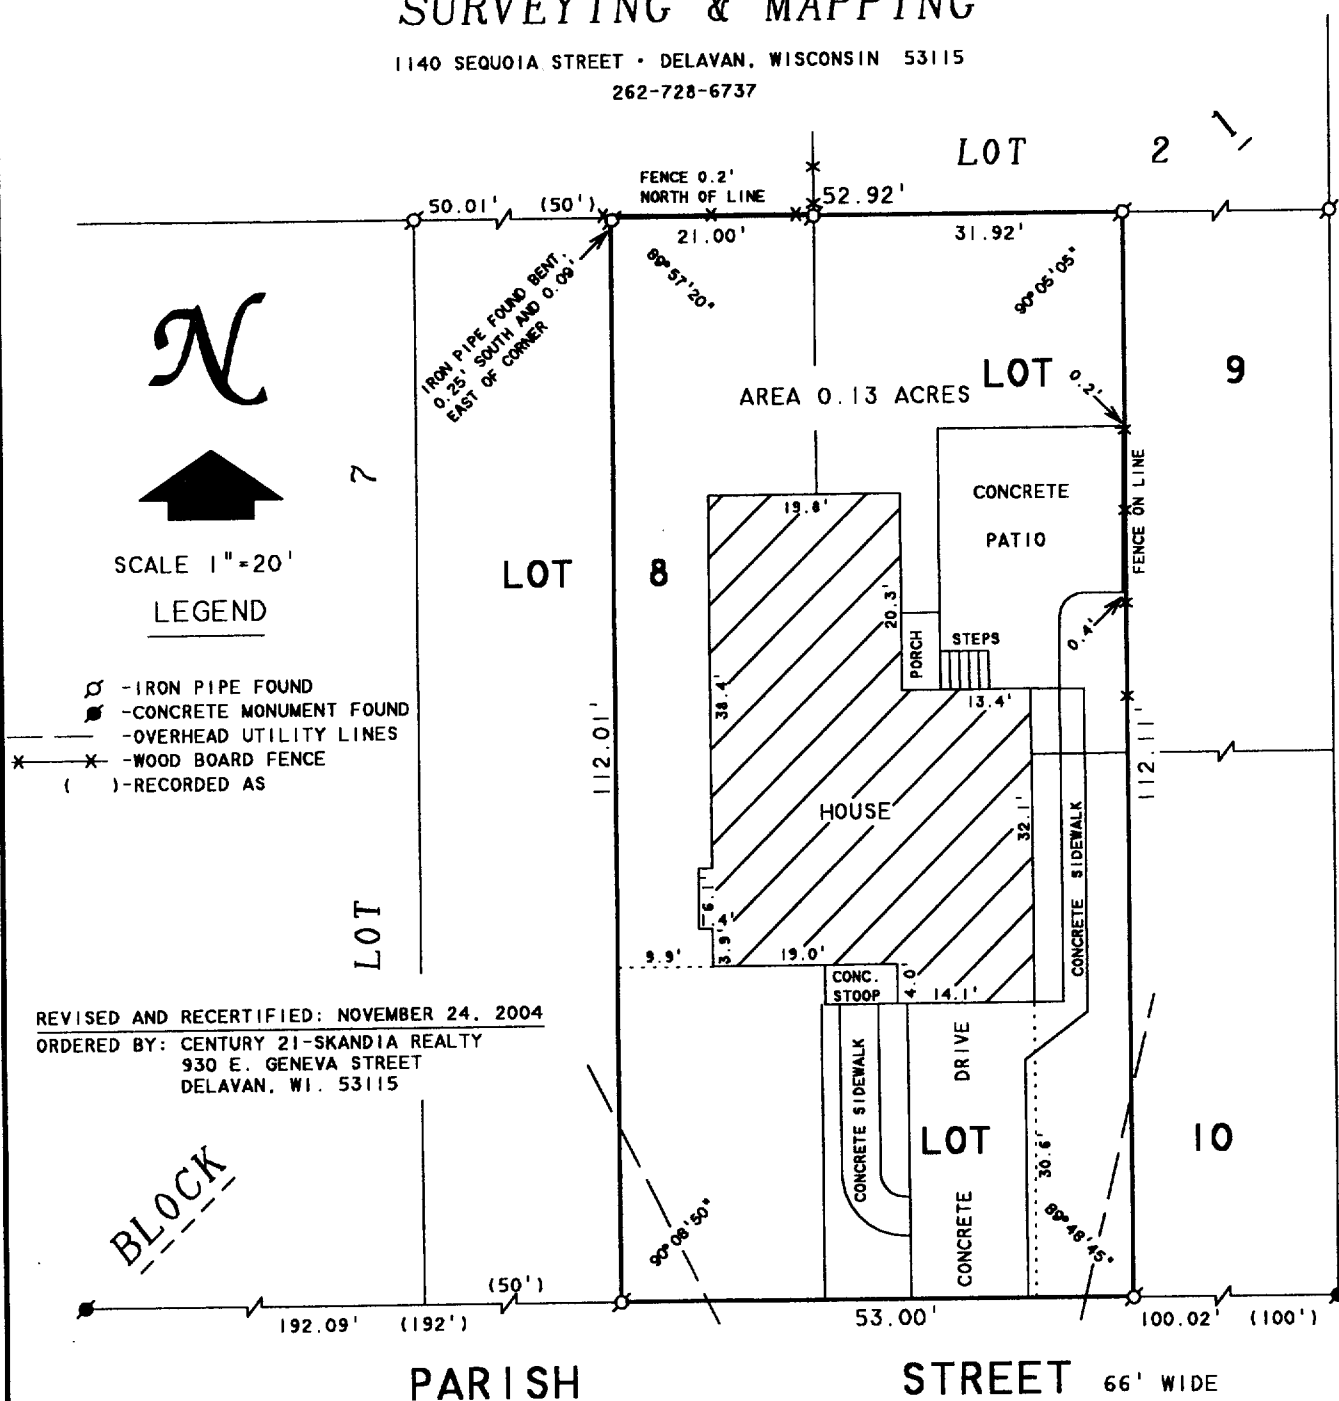 SURVEYING & MAPPING
1140 SEQUOIA STREET · DELAVAN, WISCONSIN 53115
262-728-6737
LOT 2
1
FENCE 0.2'
NORTH OF LINE
50.01' (50')
52.92'
21.00'
31.92'
89°57'20"
90°05'05"
IRON PIPE FOUND BENT,
0.25' SOUTH AND 0.09'
EAST OF CORNER
N
SCALE 1"=20'
LEGEND
-IRON PIPE FOUND
-CONCRETE MONUMENT FOUND
-OVERHEAD UTILITY LINES
-WOOD BOARD FENCE
( )-RECORDED AS
AREA 0.13 ACRES
LOT 9
0.2'
FENCE ON LINE
CONCRETE
PATIO
19.8'
20.3'
PORCH
STEPS
0.4'
13.4'
LOT 8
LOT 7
38.4'
112.01'
112.11'
HOUSE
32.1'
CONCRETE SIDEWALK
6.1'
.4'
3.9'
9.9'
19.0'
CONC.
STOOP
4.0'
14.1'
REVISED AND RECERTIFIED: NOVEMBER 24, 2004
ORDERED BY: CENTURY 21-SKANDIA REALTY
930 E. GENEVA STREET
DELAVAN, WI. 53115
CONCRETE SIDEWALK
CONCRETE DRIVE
LOT 10
30.6'
BLOCK
90°08'50"
89°48'45"
(50')
192.09' (192')
53.00'
100.02' (100')
PARISH STREET 66' WIDE